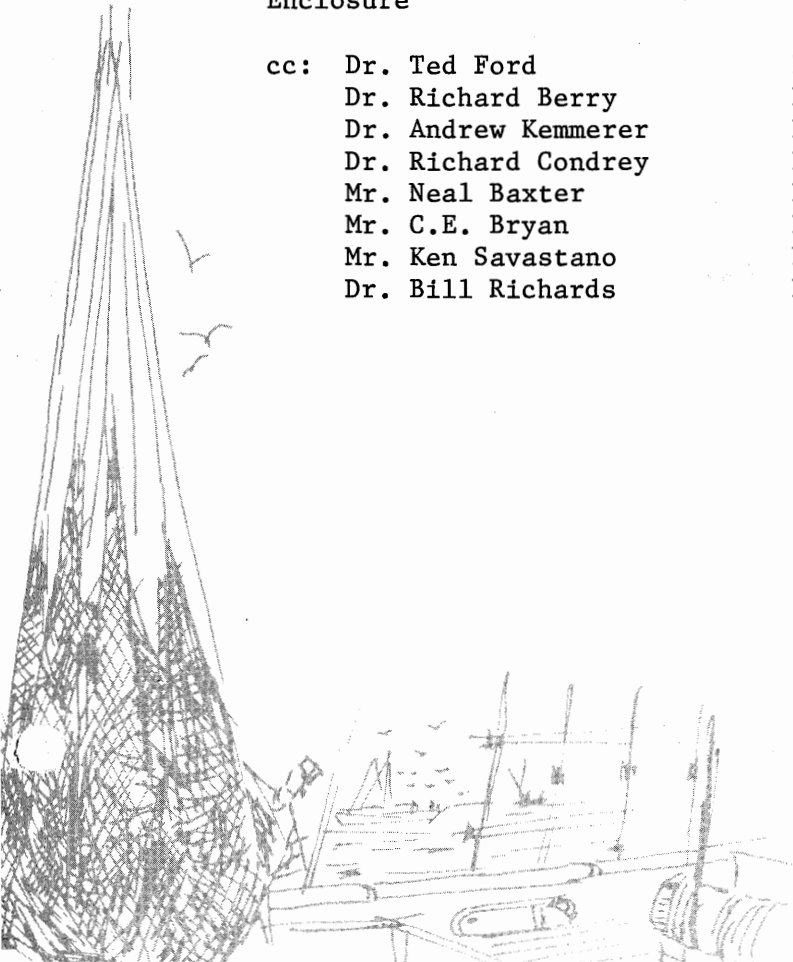 Enclosure
cc: Dr. Ted Ford
Dr. Richard Berry
Dr. Andrew Kemmerer
Dr. Richard Condrey
Mr. Neal Baxter
Mr. C.E. Bryan
Mr. Ken Savastano
Dr. Bill Richards